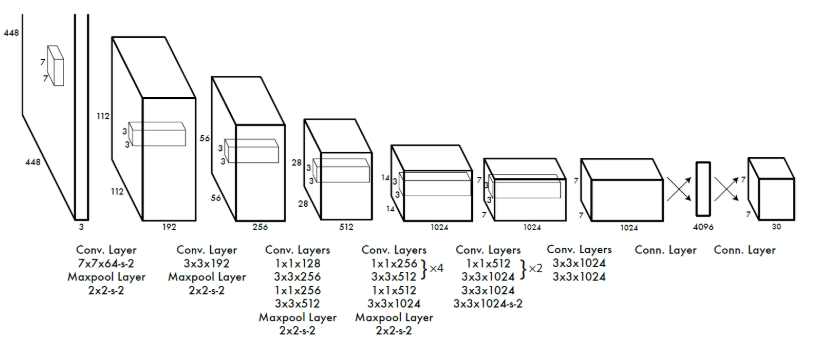 448
448
7
7
3
112
112
3
3
192
56
56
3
3
256
28
28
3
3
512
14
14
3
3
1024
7
7
3
3
1024
7
7
1024
4096
7
7
30
Conv. Layer
7x7x64-s-2
Maxpool Layer
2x2-s-2
Conv. Layer
3x3x192
Maxpool Layer
2x2-s-2
Conv. Layers
1x1x128
3x3x256
1x1x256
3x3x512
Maxpool Layer
2x2-s-2
Conv. Layers
1x1x256
3x3x512 } ×4
1x1x512
3x3x1024
Maxpool Layer
2x2-s-2
Conv. Layers
1x1x512
3x3x1024 } ×2
3x3x1024
3x3x1024-s-2
Conv. Layers
3x3x1024
3x3x1024
Conn. Layer
Conn. Layer